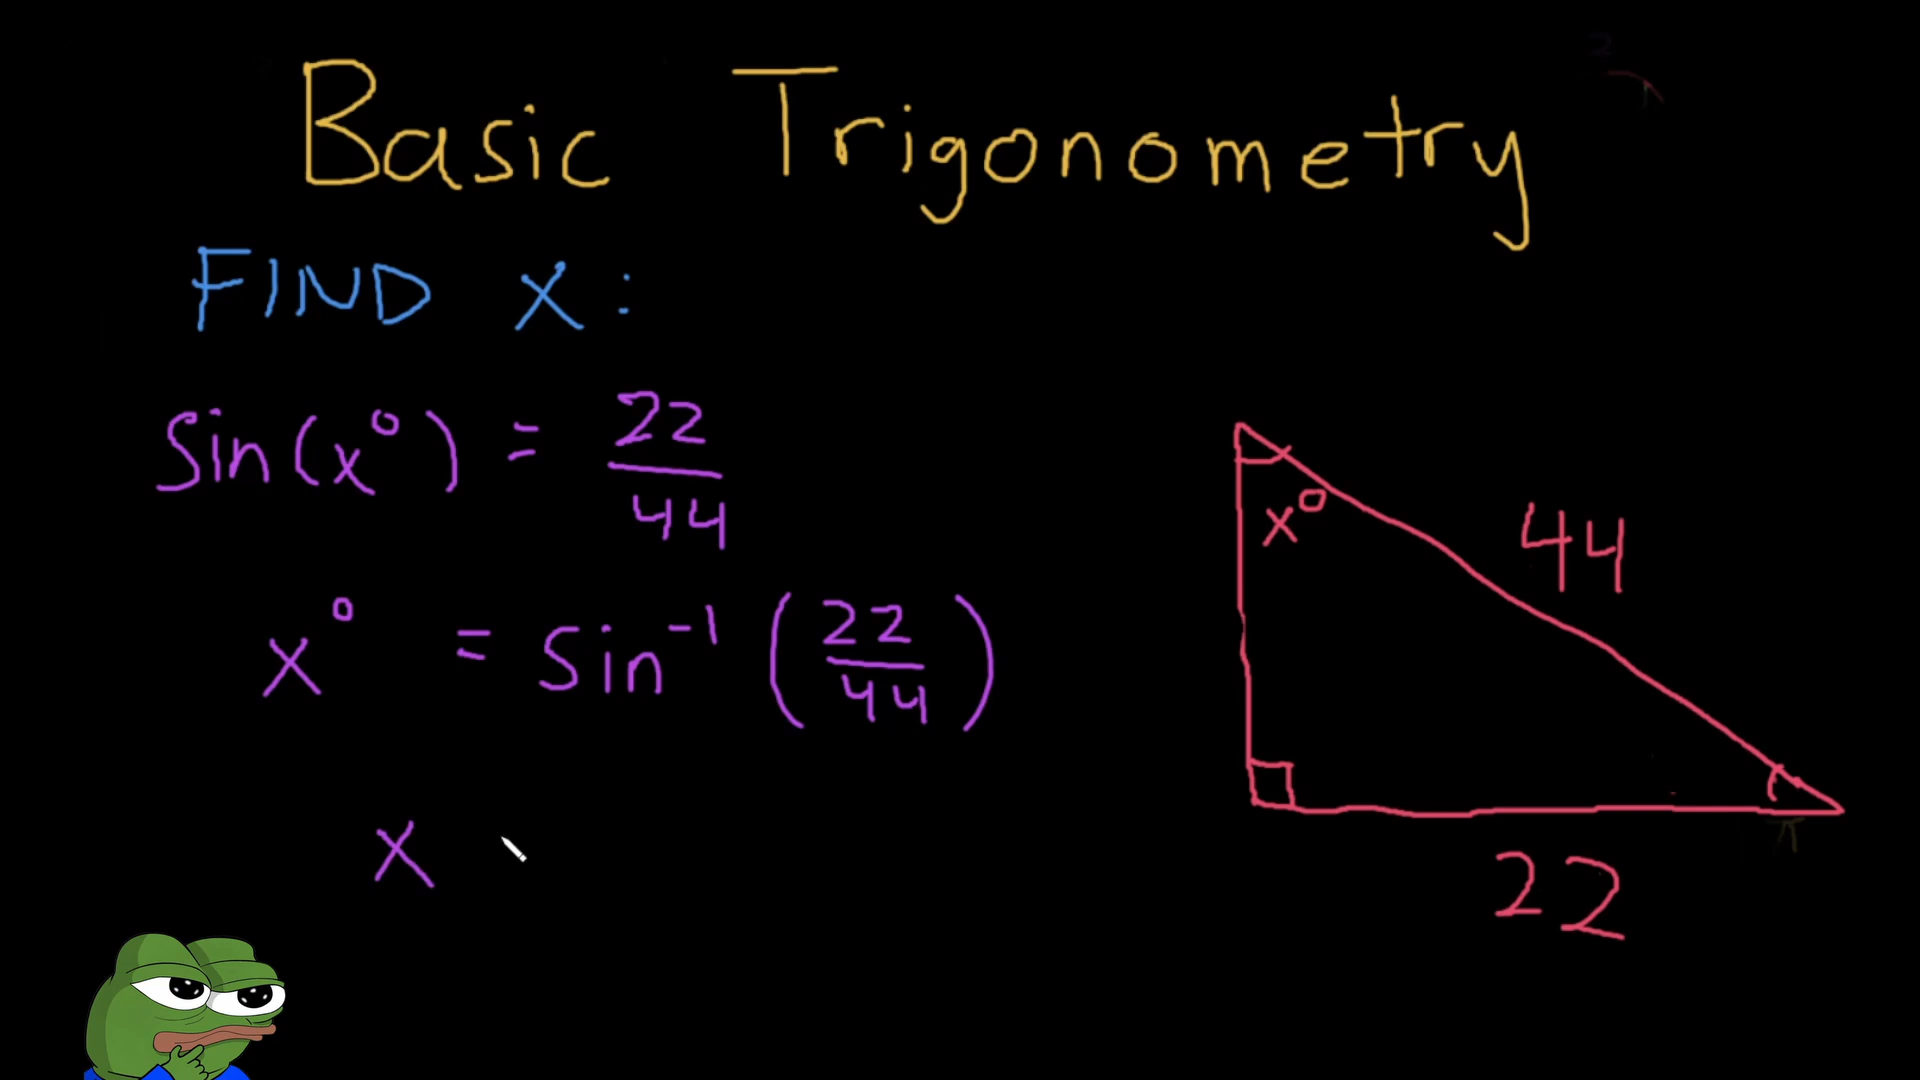 Basic Trigonometry
FIND X:
Sin(x°) = 22/44
x° = Sin⁻¹(22/44)
x
x°
44
22